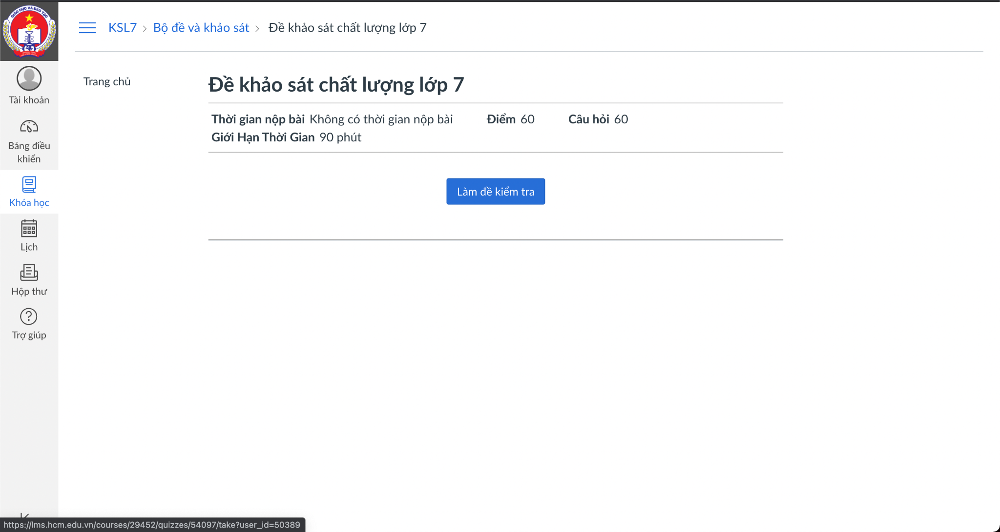 GIÁO DỤC VÀ ĐÀO TẠO
KSL7 > Bộ đề và khảo sát > Đề khảo sát chất lượng lớp 7
Tài khoản
Bảng điều
khiển
Khóa học
Lịch
Hộp thư
Trợ giúp
Trang chủ
Đề khảo sát chất lượng lớp 7
Thời gian nộp bài Không có thời gian nộp bài Điểm 60 Câu hỏi 60
Giới Hạn Thời Gian 90 phút
Làm đề kiểm tra
https://lms.hcm.edu.vn/courses/29452/quizzes/54097/take?user_id=50389